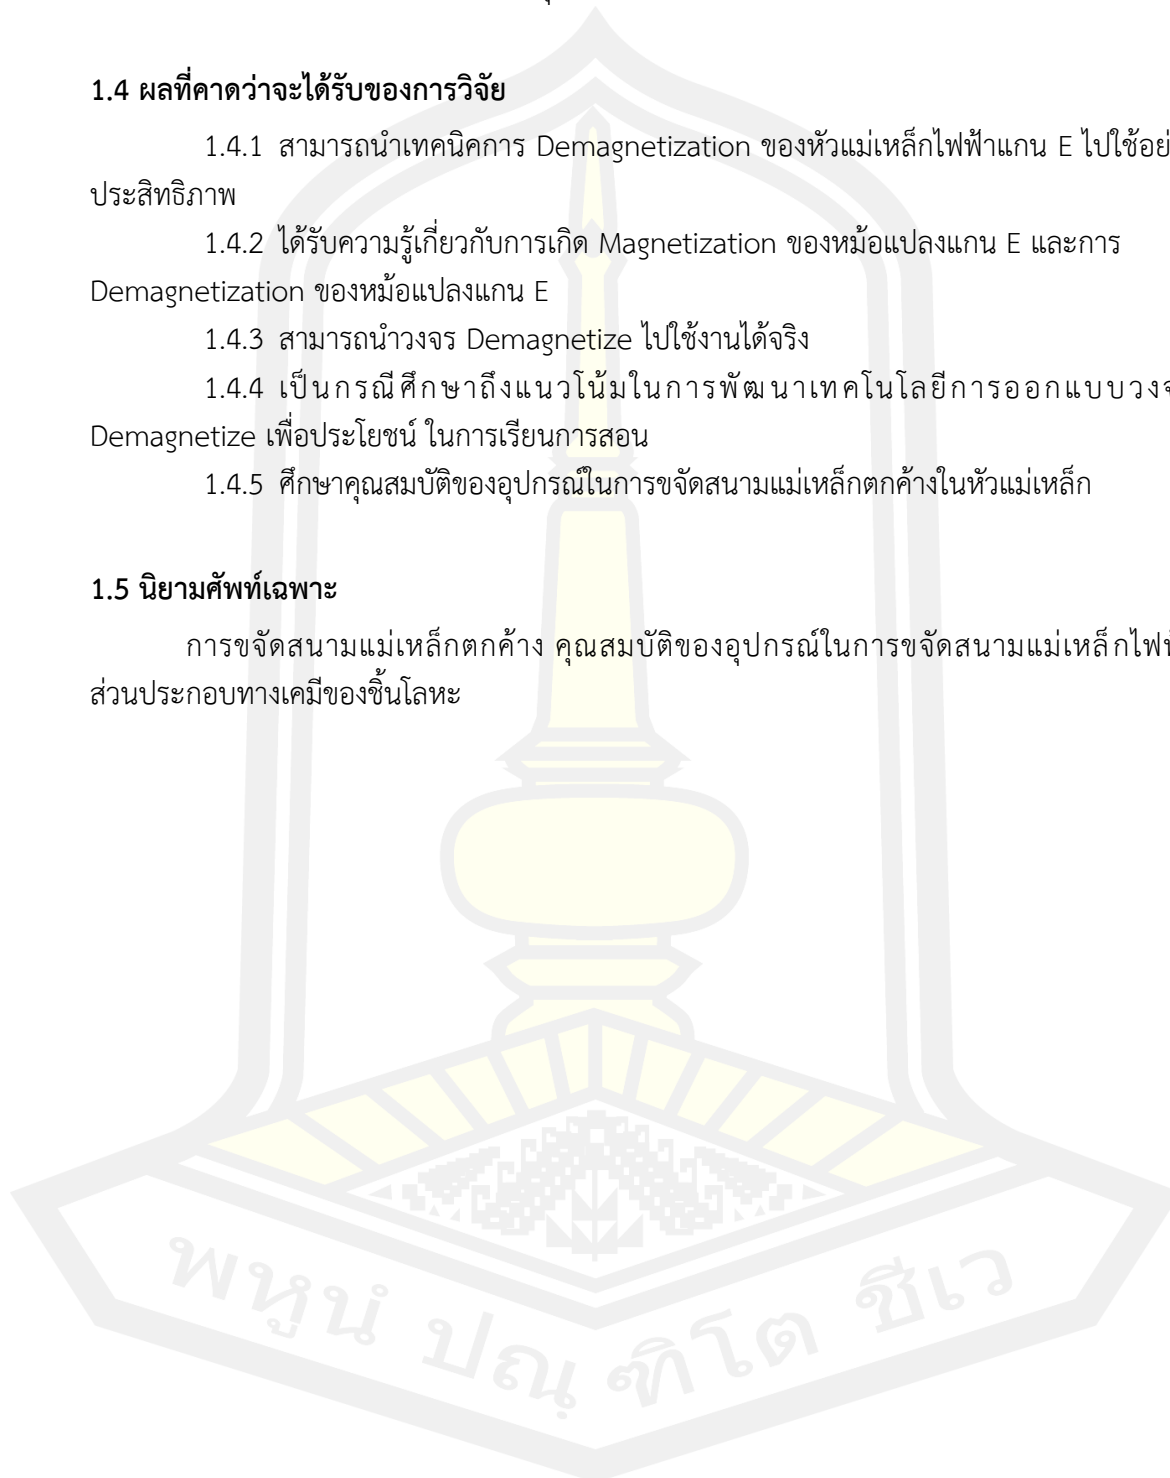 1.4 ผลที่คาดว่าจะได้รับของการวิจัย
1.4.1 สามารถนำเทคนิคการ Demagnetization ของหัวแม่เหล็กไฟฟ้าแกน E ไปใช้อย่
ประสิทธิภาพ
1.4.2 ได้รับความรู้เกี่ยวกับการเกิด Magnetization ของหม้อแปลงแกน E และการ
Demagnetization ของหม้อแปลงแกน E
1.4.3 สามารถนำวงจร Demagnetize ไปใช้งานได้จริง
1.4.4 เป็นกรณีศึกษาถึงแนวโน้มในการพัฒนาเทคโนโลยีการออกแบบวงจ
Demagnetize เพื่อประโยชน์ ในการเรียนการสอน
1.4.5 ศึกษาคุณสมบัติของอุปกรณ์ในการขจัดสนามแม่เหล็กตกค้างในหัวแม่เหล็ก
1.5 นิยามศัพท์เฉพาะ
การขจัดสนามแม่เหล็กตกค้าง คุณสมบัติของอุปกรณ์ในการขจัดสนามแม่เหล็กไฟ
ส่วนประกอบทางเคมีของชิ้นโลหะ
พหูนํ ปณฺฑิโต ชีเว